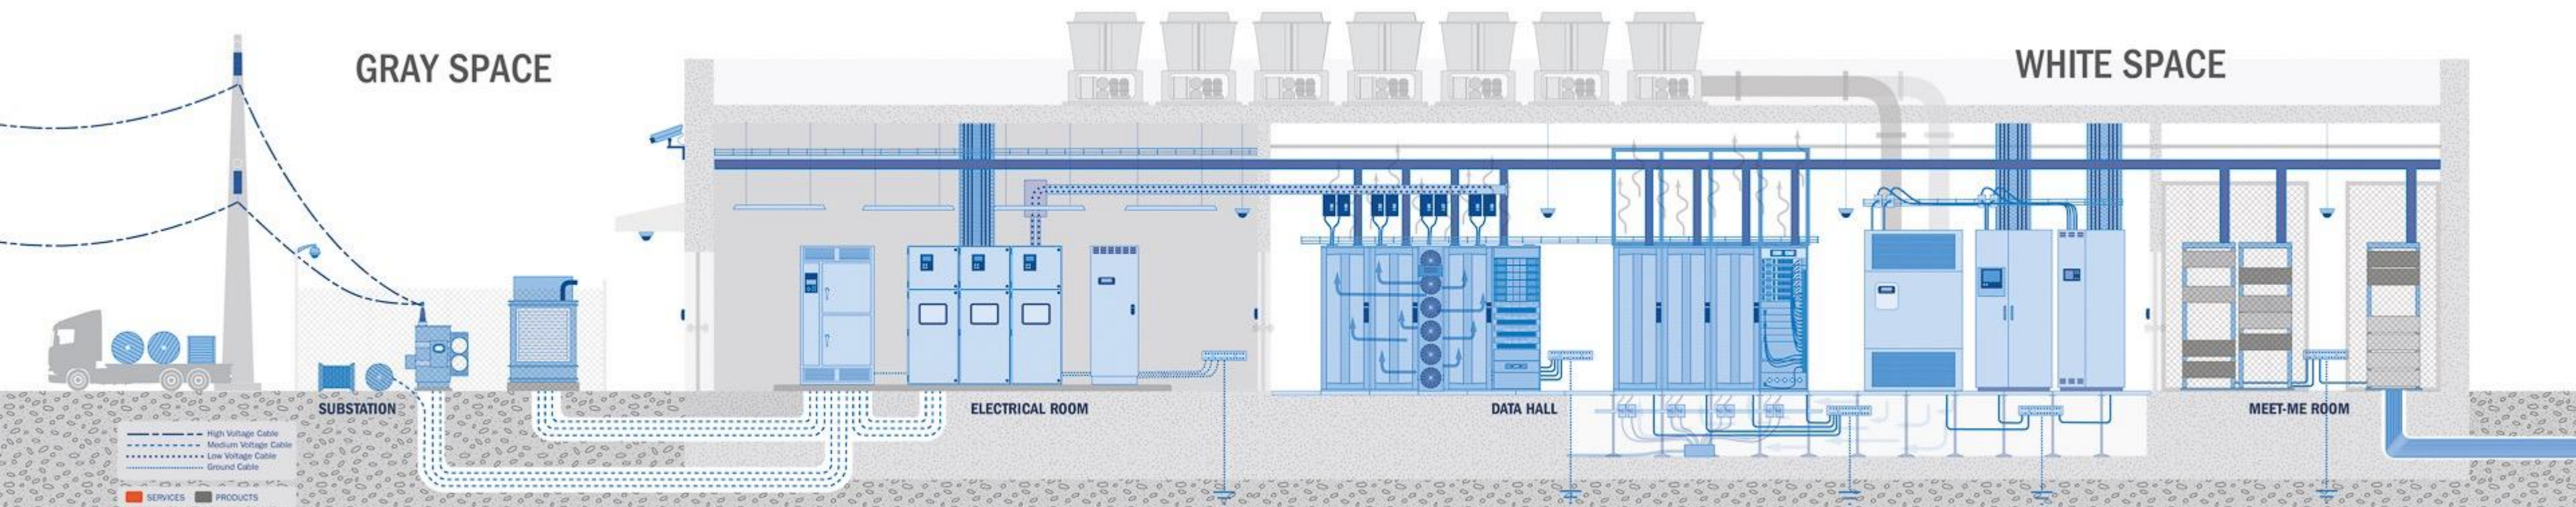 GRAY SPACE
WHITE SPACE
SUBSTATION
ELECTRICAL ROOM
DATA HALL
MEET-ME ROOM
High Voltage Cable
Medium Voltage Cable
Low Voltage Cable
Ground Cable
SERVICES
PRODUCTS